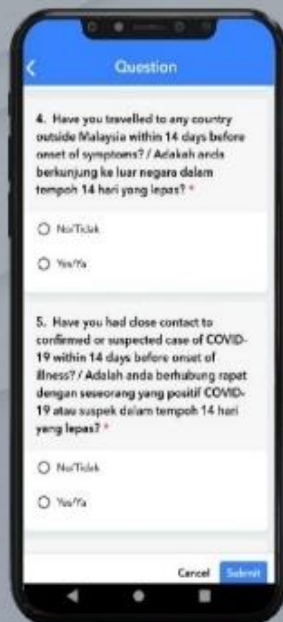 Question
4. Have you travelled to any country
outside Malaysia within 14 days before
onset of symptoms? / Adakah anda
berkunjung ke luar negara dalam
tempoh 14 hari yang lepas? *
No/Tidak
Yes/Ya
5. Have you had close contact to
confirmed or suspected case of COVID-
19 within 14 days before onset of
illness? / Adalah anda berhubung rapat
dengan seseorang yang positif COVID-
19 atau suspek dalam tempoh 14 hari
yang lepas? *
No/Tidak
Yes/Ya
Cancel Submit